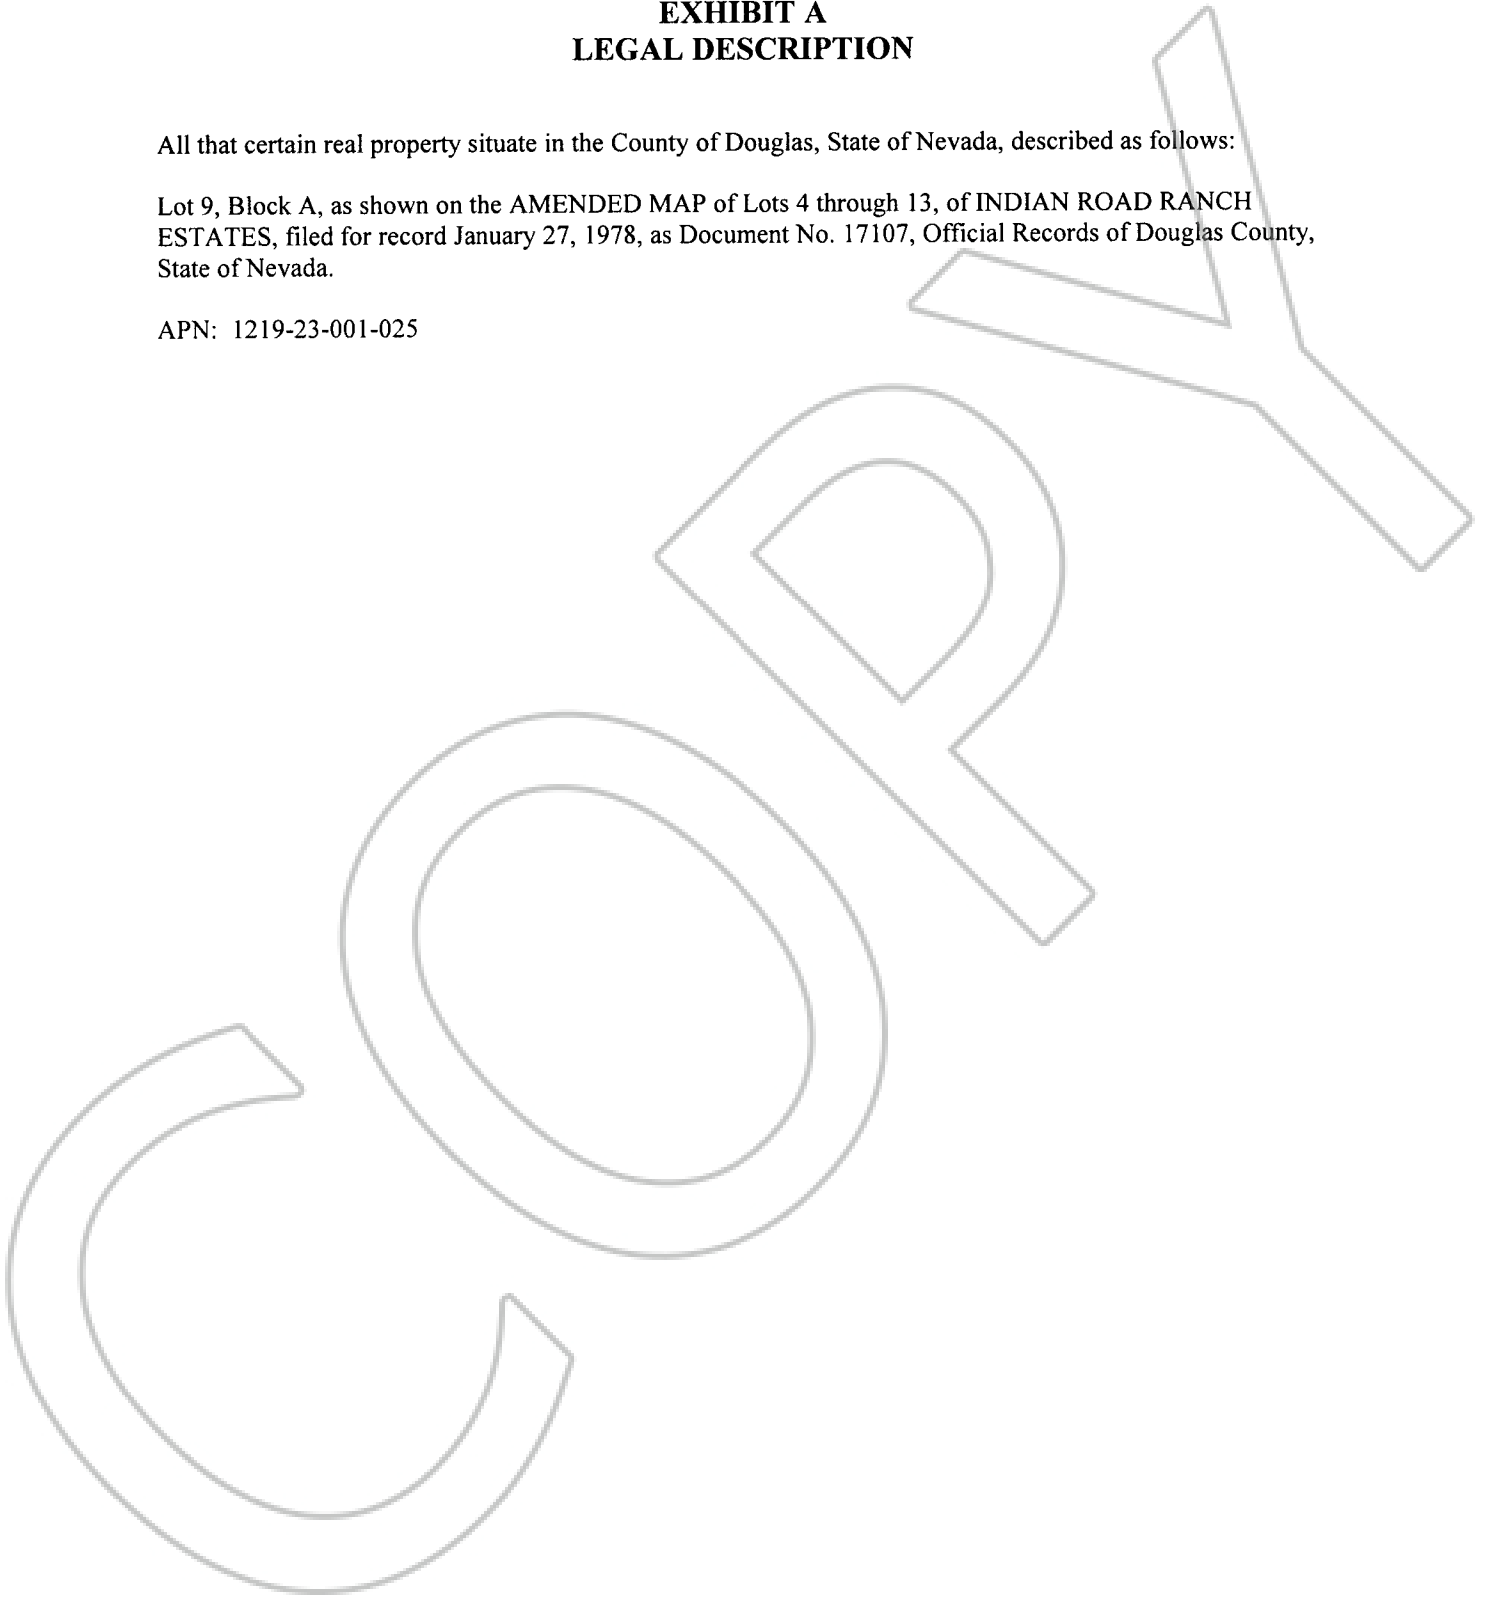 EXHIBIT A
LEGAL DESCRIPTION
All that certain real property situate in the County of Douglas, State of Nevada, described as follows:
Lot 9, Block A, as shown on the AMENDED MAP of Lots 4 through 13, of INDIAN ROAD RANCH
ESTATES, filed for record January 27, 1978, as Document No. 17107, Official Records of Douglas County,
State of Nevada.
APN: 1219-23-001-025
COPY